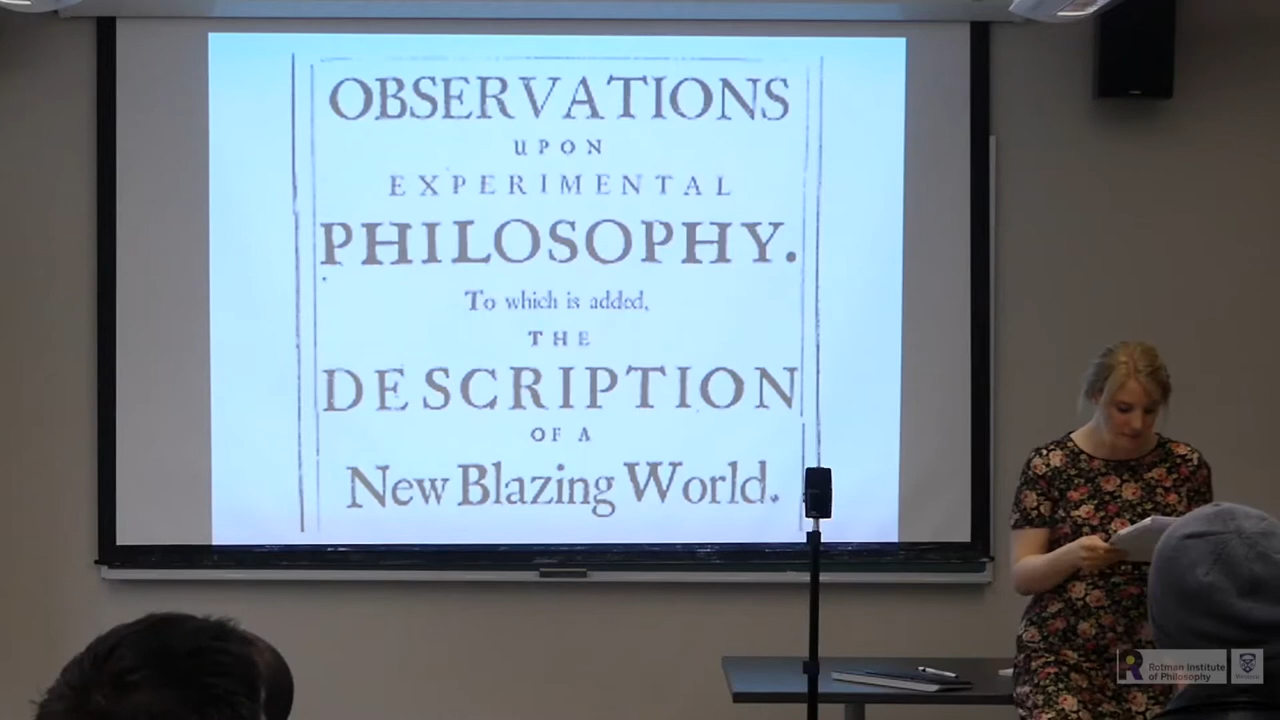 OBSERVATIONS
UPON
EXPERIMENTAL
PHILOSOPHY.
To which is added,
THE
DESCRIPTION
OF A
New Blazing World.
Rotman Institute
of Philosophy